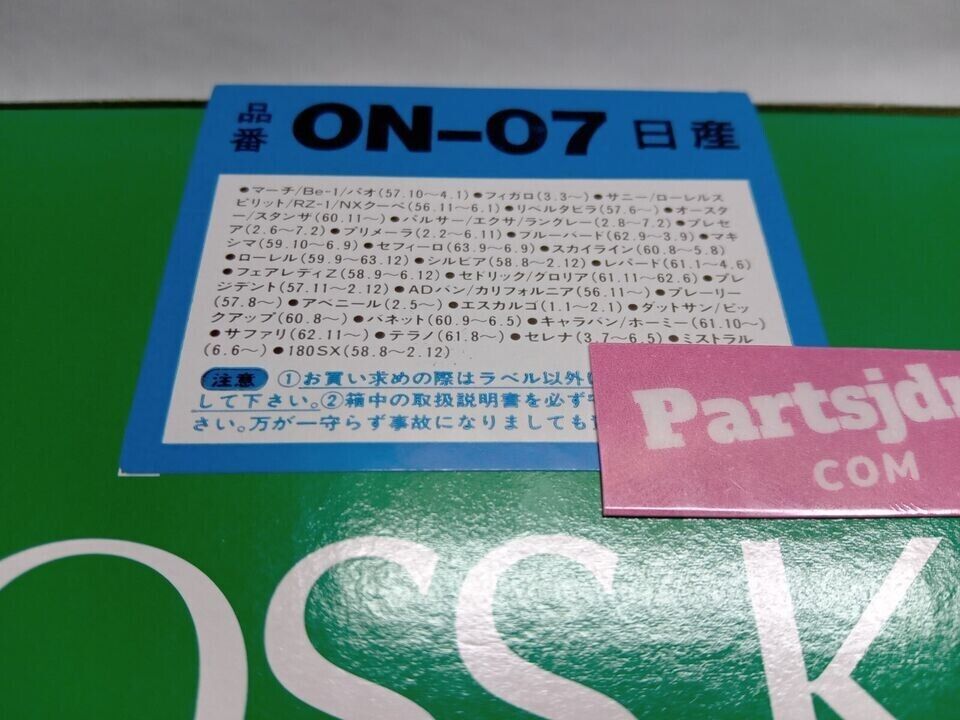 品番 ON-07 日産
●マーチ/Be-1/パオ(57.10〜4.1)●フィガロ(3.3〜)●サニー/ローレルス
ピリット/RZ-1/NXクーペ(56.11〜6.1)●リベルタビラ(57.6〜)●オースタ
ー/スタンザ(60.11〜)●パルサー/エクサ/ラングレー(2.8〜7.2)●プレセ
ア(2.6〜7.2)●プリメーラ(2.2〜6.11)●ブルーバード(62.9〜3.9)●マキ
シマ(59.10〜6.9)●セフィーロ(63.9〜6.9)●スカイライン(60.8〜5.8)
●ローレル(59.9〜63.12)●シルビア(58.8〜2.12)●レパード(61.1〜4.6)
●フェアレディZ(58.9〜6.12)●セドリック/グロリア(61.11〜62.6)●プレ
ジデント(57.11〜2.12)●ADバン/カリフォルニア(56.11〜)●プレーリー
(57.8〜)●アベニール(2.5〜)●エスカルゴ(1.1〜2.1)●ダットサン/ピッ
クアップ(60.8〜)●バネット(60.9〜6.5)●キャラバン/ホーミー(61.10〜)
●サファリ(62.11〜)●テラノ(61.8〜)●セレナ(3.7〜6.5)●ミストラル
(6.6〜)●180SX(58.8〜2.12)
注意 ①お買い求めの際はラベル以外
して下さい。②箱中の取扱説明書を必ず
さい。万が一守らず事故になりましても
Partsjd
COM
OSS K